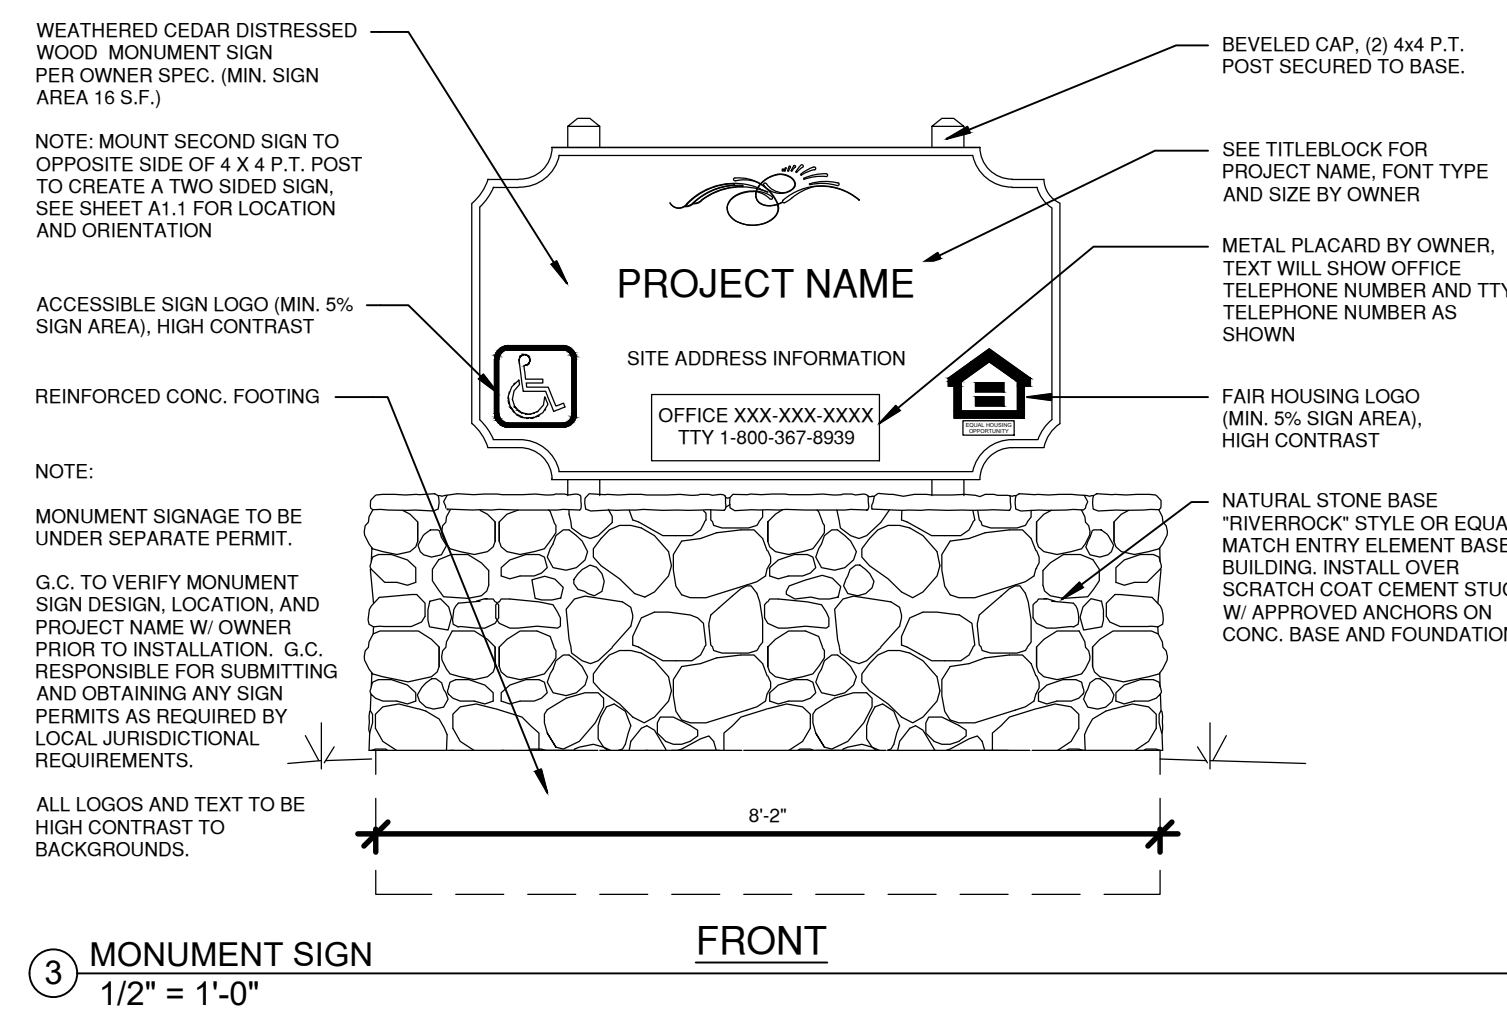 WEATHERED CEDAR DISTRESSED
WOOD MONUMENT SIGN
PER OWNER SPEC. (MIN. SIGN
AREA 16 S.F.)
NOTE: MOUNT SECOND SIGN TO
OPPOSITE SIDE OF 4 X 4 P.T. POST
TO CREATE A TWO SIDED SIGN,
SEE SHEET A1.1 FOR LOCATION
AND ORIENTATION
ACCESSIBLE SIGN LOGO (MIN. 5%
SIGN AREA), HIGH CONTRAST
REINFORCED CONC. FOOTING
NOTE:
MONUMENT SIGNAGE TO BE
UNDER SEPARATE PERMIT.
G.C. TO VERIFY MONUMENT
SIGN DESIGN, LOCATION, AND
PROJECT NAME W/ OWNER
PRIOR TO INSTALLATION. G.C.
RESPONSIBLE FOR SUBMITTING
AND OBTAINING ANY SIGN
PERMITS AS REQUIRED BY
LOCAL JURISDICTIONAL
REQUIREMENTS.
ALL LOGOS AND TEXT TO BE
HIGH CONTRAST TO
BACKGROUNDS.
PROJECT NAME
SITE ADDRESS INFORMATION
OFFICE XXX-XXX-XXXX
TTY 1-800-367-8939
EQUAL HOUSING
OPPORTUNITY
BEVELED CAP, (2) 4x4 P.T.
POST SECURED TO BASE.
SEE TITLEBLOCK FOR
PROJECT NAME, FONT TYPE
AND SIZE BY OWNER
METAL PLACARD BY OWNER,
TEXT WILL SHOW OFFICE
TELEPHONE NUMBER AND TTY
TELEPHONE NUMBER AS
SHOWN
FAIR HOUSING LOGO
(MIN. 5% SIGN AREA),
HIGH CONTRAST
NATURAL STONE BASE
"RIVERROCK" STYLE OR EQUA
MATCH ENTRY ELEMENT BASE
BUILDING. INSTALL OVER
SCRATCH COAT CEMENT STUC
W/ APPROVED ANCHORS ON
CONC. BASE AND FOUNDATION
8'-2"
FRONT
3 MONUMENT SIGN
1/2" = 1'-0"